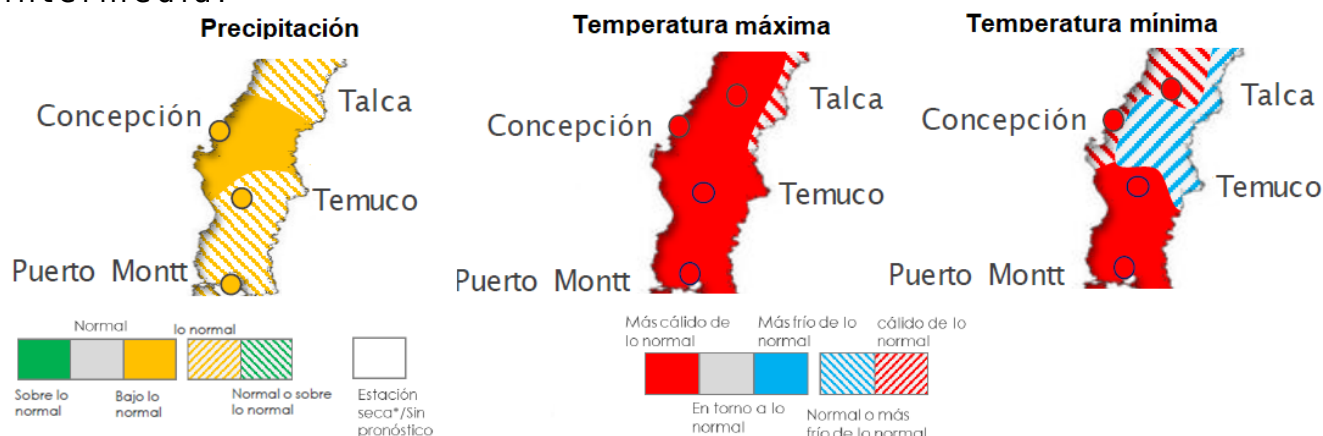 Precipitación
Concepción
Talca
Temuco
Puerto Montt
Normal
lo normal
Sobre lo
normal
Bajo lo
normal
Normal o sobre
lo normal
Estación
seca*/Sin
pronóstico
Temperatura máxima
Concepción
Talca
Temuco
Puerto Montt
Temperatura mínima
Concepción
Talca
Temuco
Puerto Montt
Más cálido de
lo normal
Más frío de lo
normal
cálido de lo
normal
En torno a lo
normal
Normal o más
frío de lo normal